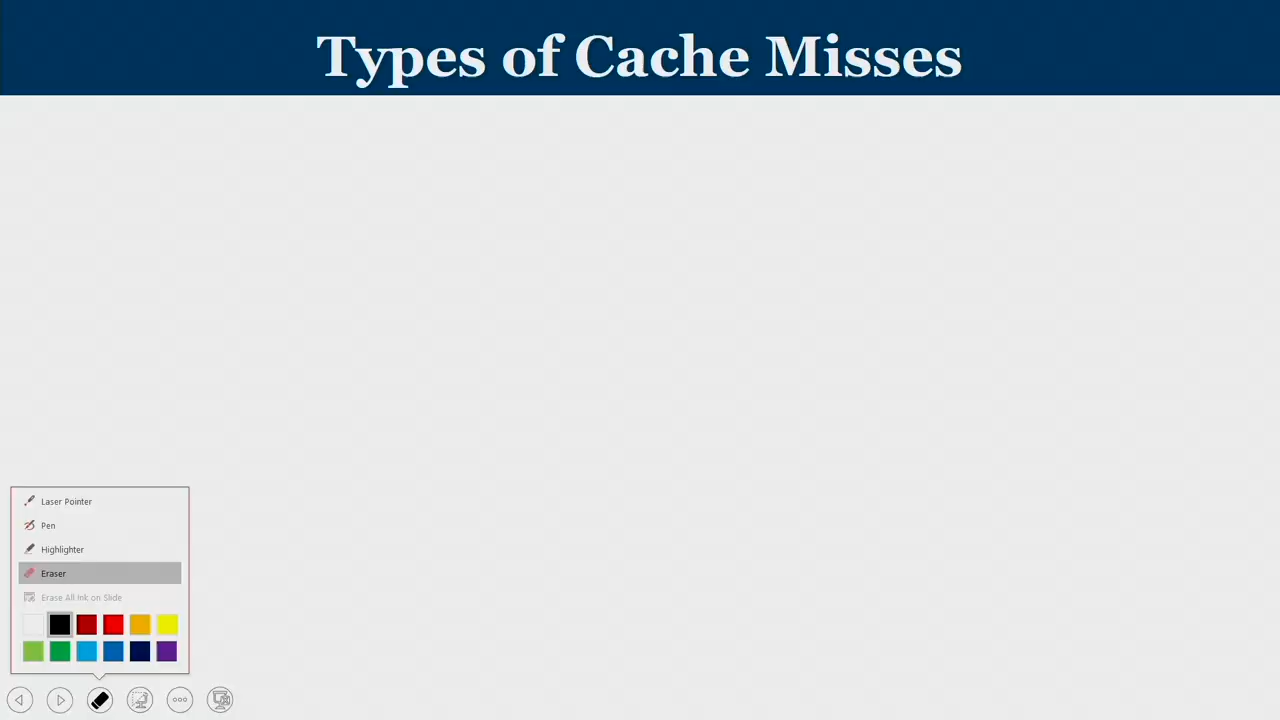 Types of Cache Misses
Laser Pointer
Pen
Highlighter
Eraser
Erase All Ink on Slide